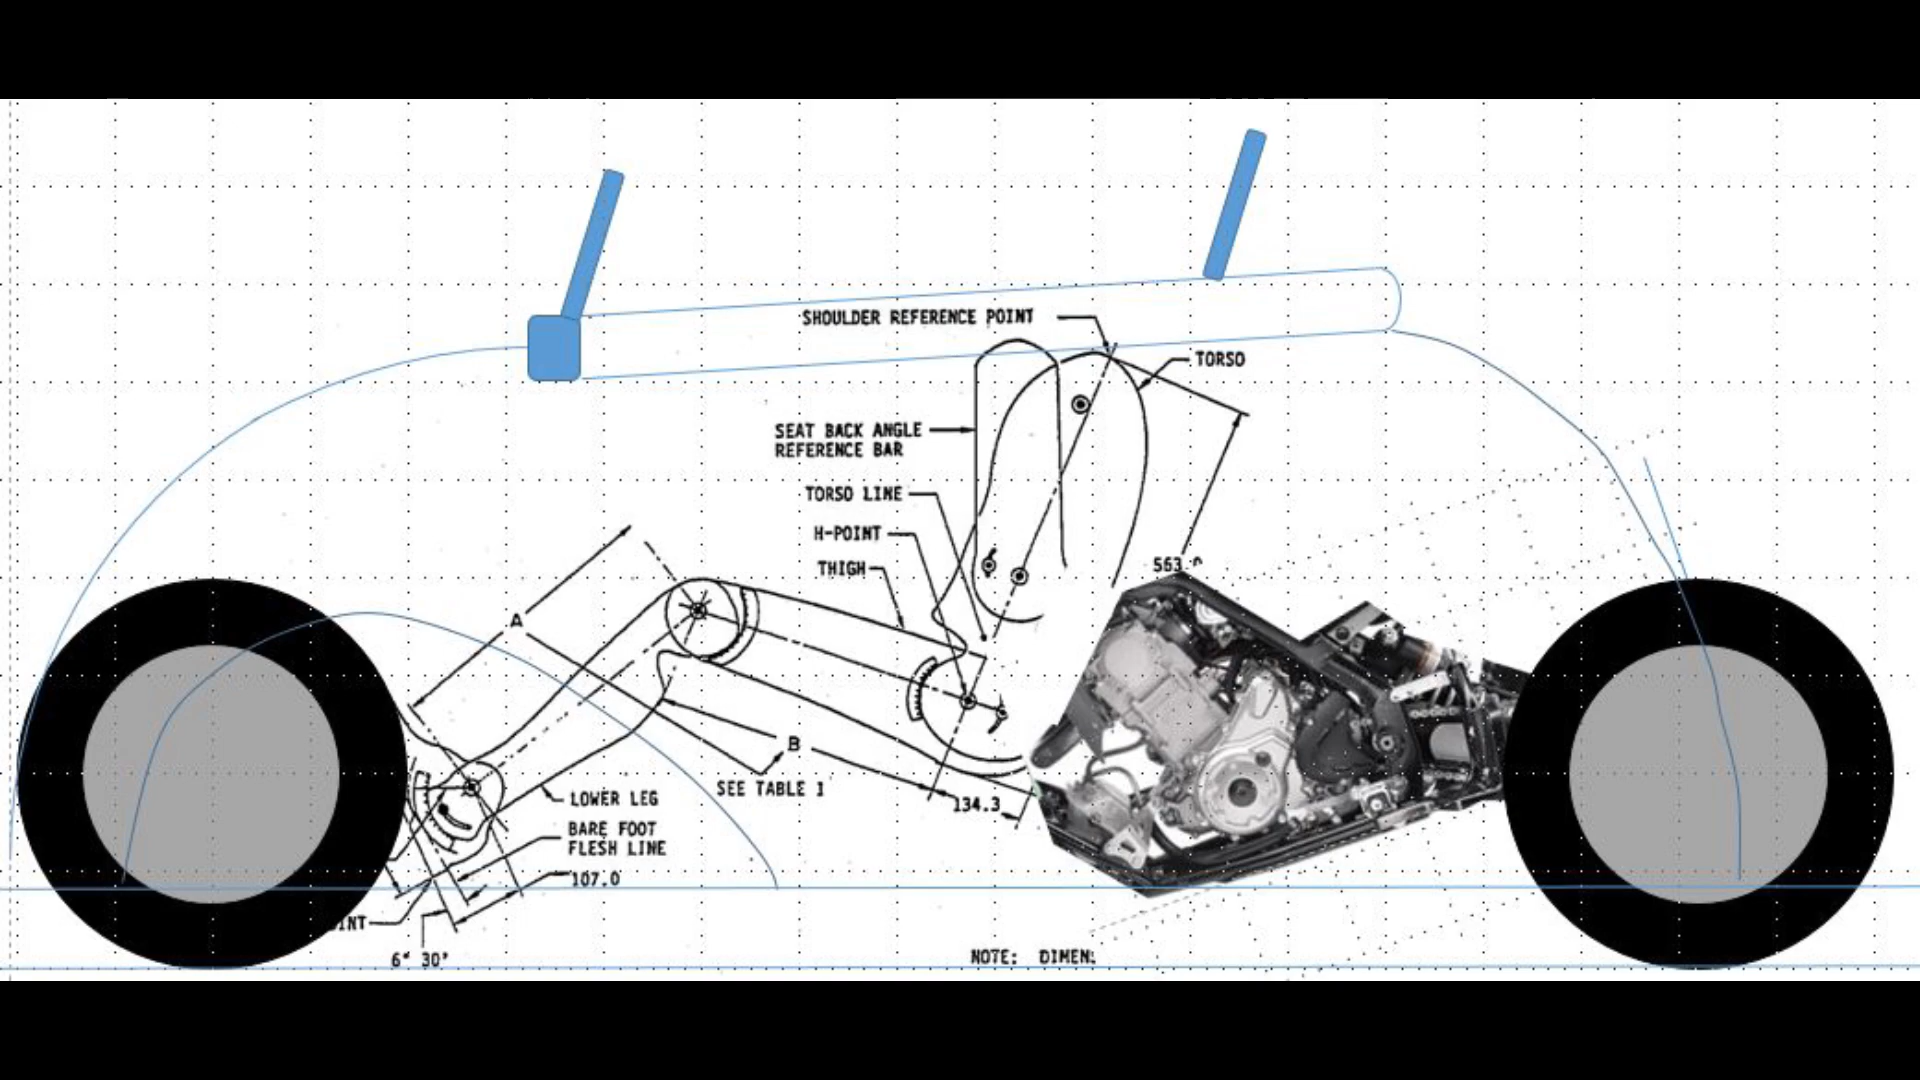 SHOULDER REFERENCE POINT
TORSO
SEAT BACK ANGLE
REFERENCE BAR
TORSO LINE
H-POINT
THIGH
563.
A
B
SEE TABLE 1
134.3
LOWER LEG
BARE FOOT
FLESH LINE
107.0
INT
6° 30'
NOTE: DIMEN